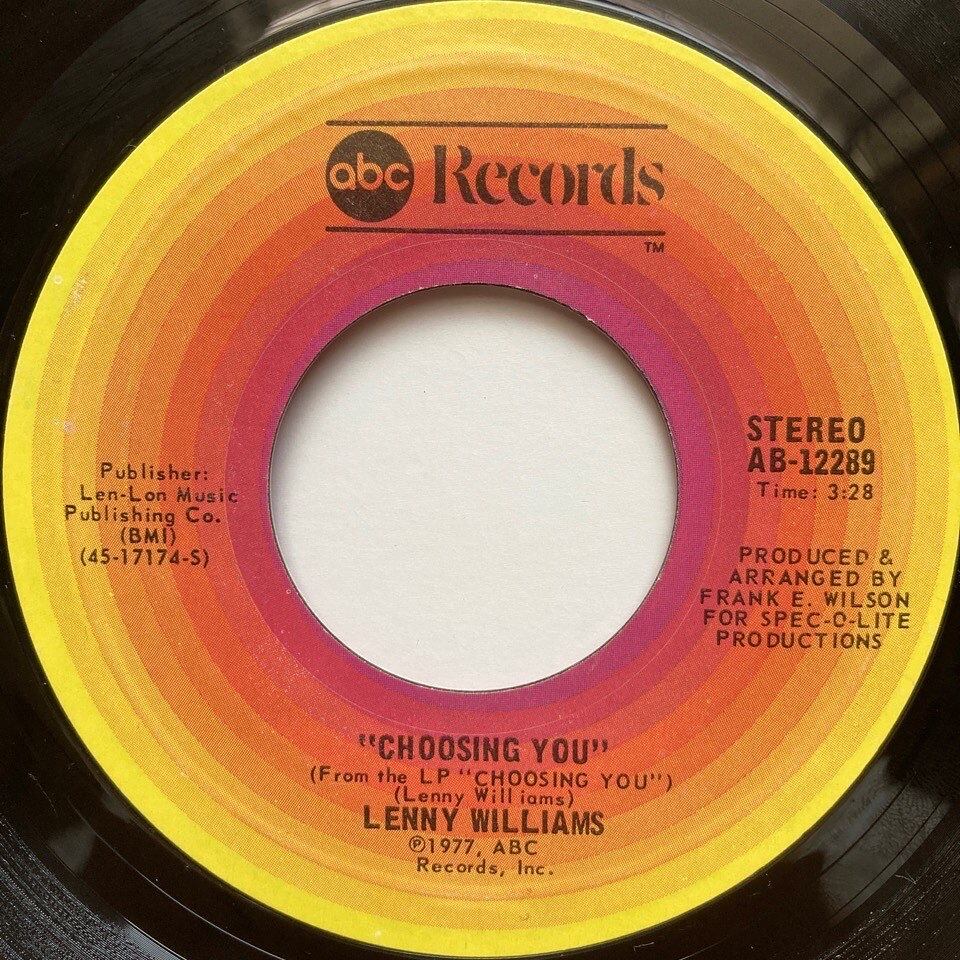 abc Records
TM
Publisher:
Len-Lon Music
Publishing Co.
(BMI)
(45-17174-S)
STEREO
AB-12289
Time: 3:28
PRODUCED &
ARRANGED BY
FRANK E. WILSON
FOR SPEC-O-LITE
PRODUCTIONS
"CHOOSING YOU"
(From the LP "CHOOSING YOU")
(Lenny Williams)
LENNY WILLIAMS
℗1977, ABC
Records, Inc.